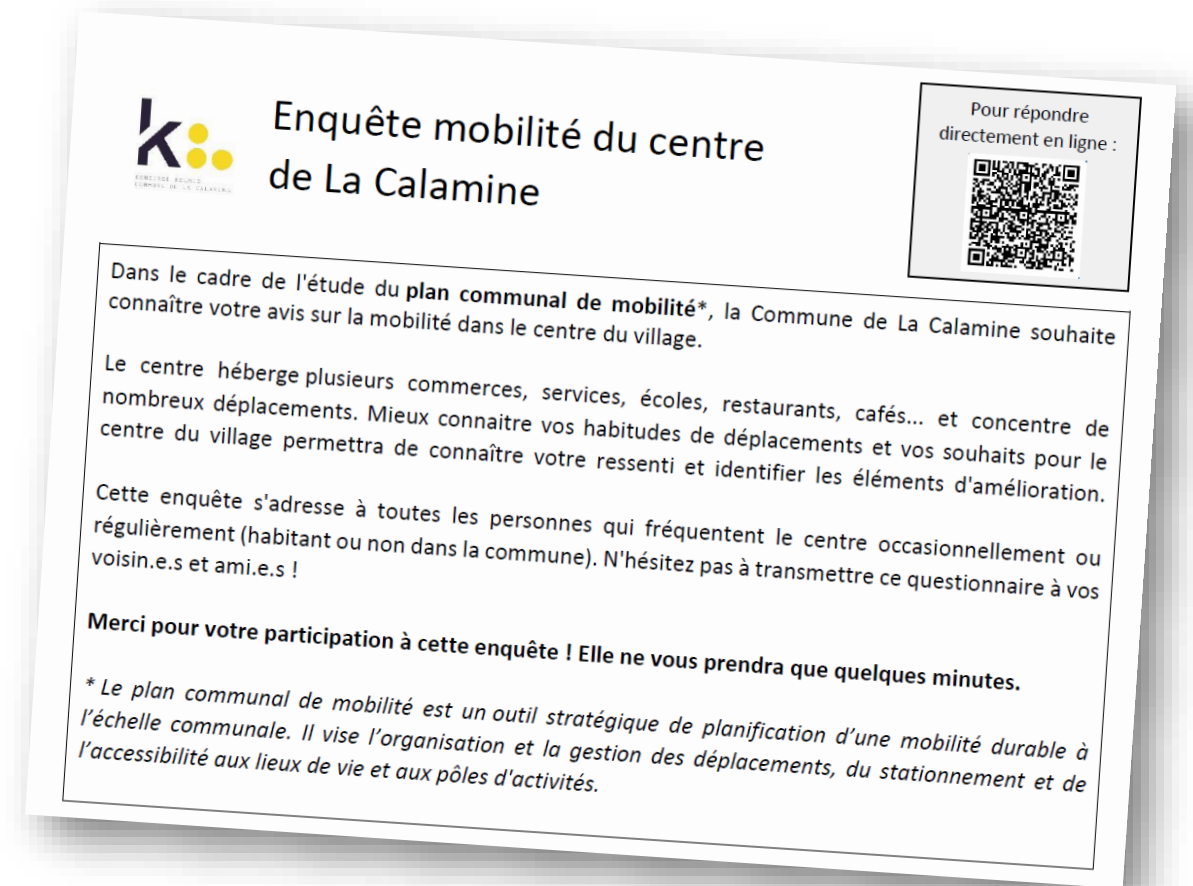 Enquête mobilité du centre
de La Calamine
Pour répondre
directement en ligne :
Dans le cadre de l'étude du plan communal de mobilité*, la Commune de La Calamine souhaite
connaître votre avis sur la mobilité dans le centre du village.
Le centre héberge plusieurs commerces, services, écoles, restaurants, cafés... et concentre de
nombreux déplacements. Mieux connaitre vos habitudes de déplacements et vos souhaits pour le
centre du village permettra de connaître votre ressenti et identifier les éléments d'amélioration.
Cette enquête s'adresse à toutes les personnes qui fréquentent le centre occasionnellement ou
régulièrement (habitant ou non dans la commune). N'hésitez pas à transmettre ce questionnaire à vos
voisin.e.s et ami.e.s !
Merci pour votre participation à cette enquête ! Elle ne vous prendra que quelques minutes.
* Le plan communal de mobilité est un outil stratégique de planification d’une mobilité durable à
l’échelle communale. Il vise l’organisation et la gestion des déplacements, du stationnement et de
l’accessibilité aux lieux de vie et aux pôles d'activités.